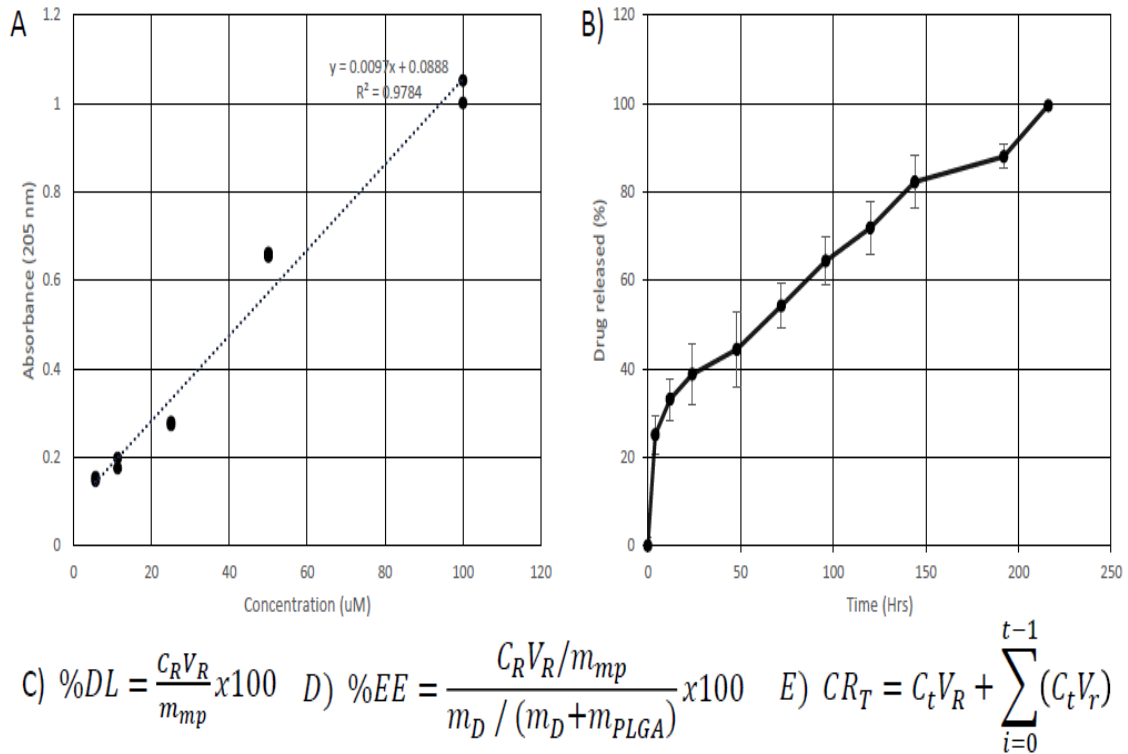 A
y = 0.0097x + 0.0888
R² = 0.9784
1.2
1
0.8
0.6
0.4
0.2
0
Absorbance (205 nm)
0 20 40 60 80 100 120
Concentration (uM)
B)
120
100
80
60
40
20
0
Drug released (%)
0 50 100 150 200 250
Time (Hrs)
C) %DL = C_R V_R / m_mp x100
D) %EE = (C_R V_R / m_mp) / (m_D / (m_D + m_PLGA)) x100
E) CR_T = C_t V_R + ∑_{i=0}^{t−1} (C_t V_r)